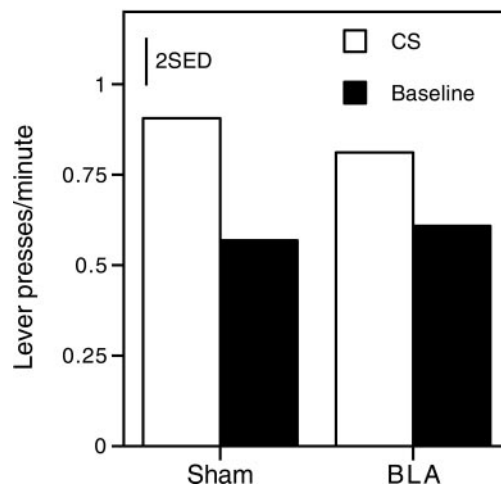 CS
2SED
Baseline
1
0.75
0.5
0.25
0
Lever presses/minute
Sham
BLA